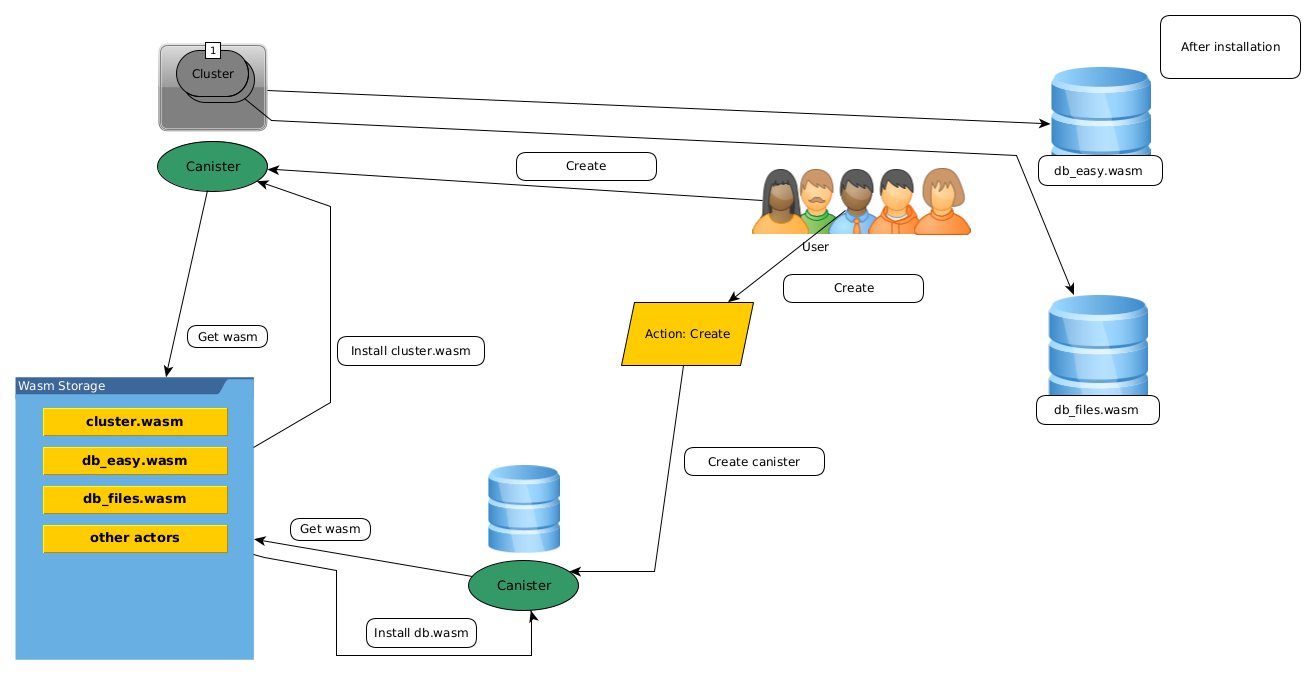 After installation
1
Cluster
Canister
Create
db_easy.wasm
User
Create
Action: Create
Get wasm
Install cluster.wasm
Wasm Storage
cluster.wasm
db_easy.wasm
db_files.wasm
other actors
db_files.wasm
Create canister
Get wasm
Canister
Install db.wasm